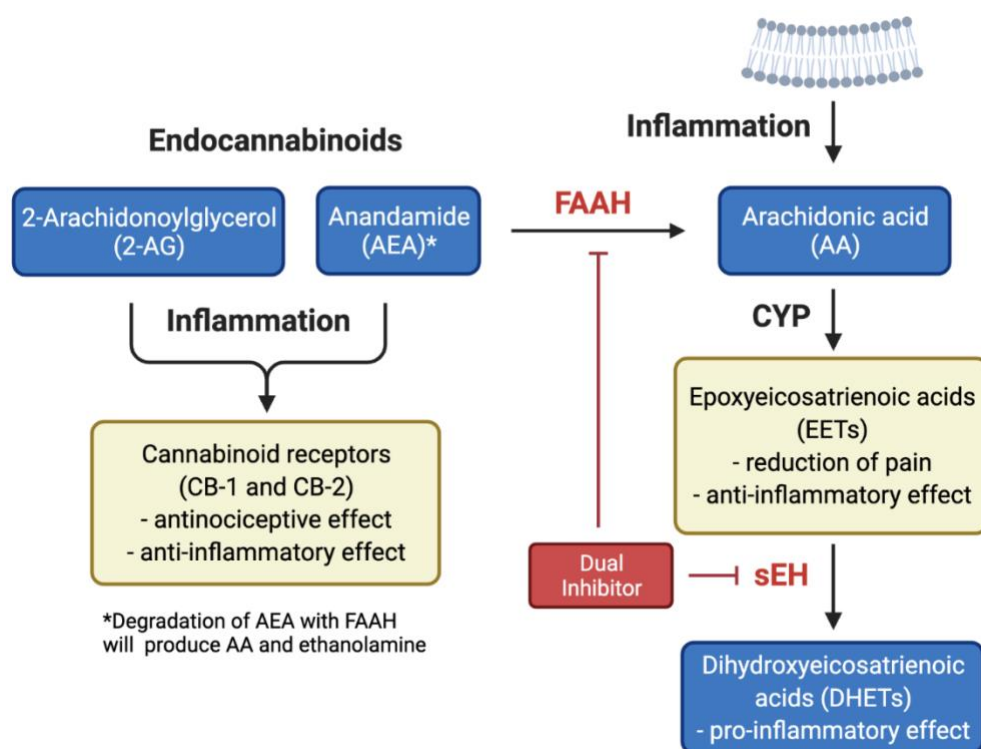 Inflammation
Endocannabinoids
2-Arachidonoylglycerol
(2-AG)
Anandamide
(AEA)*
FAAH
Arachidonic acid
(AA)
Inflammation
CYP
Cannabinoid receptors
(CB-1 and CB-2)
- antinociceptive effect
- anti-inflammatory effect
Epoxyeicosatrienoic acids
(EETs)
- reduction of pain
- anti-inflammatory effect
Dual
Inhibitor
sEH
*Degradation of AEA with FAAH
will produce AA and ethanolamine
Dihydroxyeicosatrienoic
acids (DHETs)
- pro-inflammatory effect